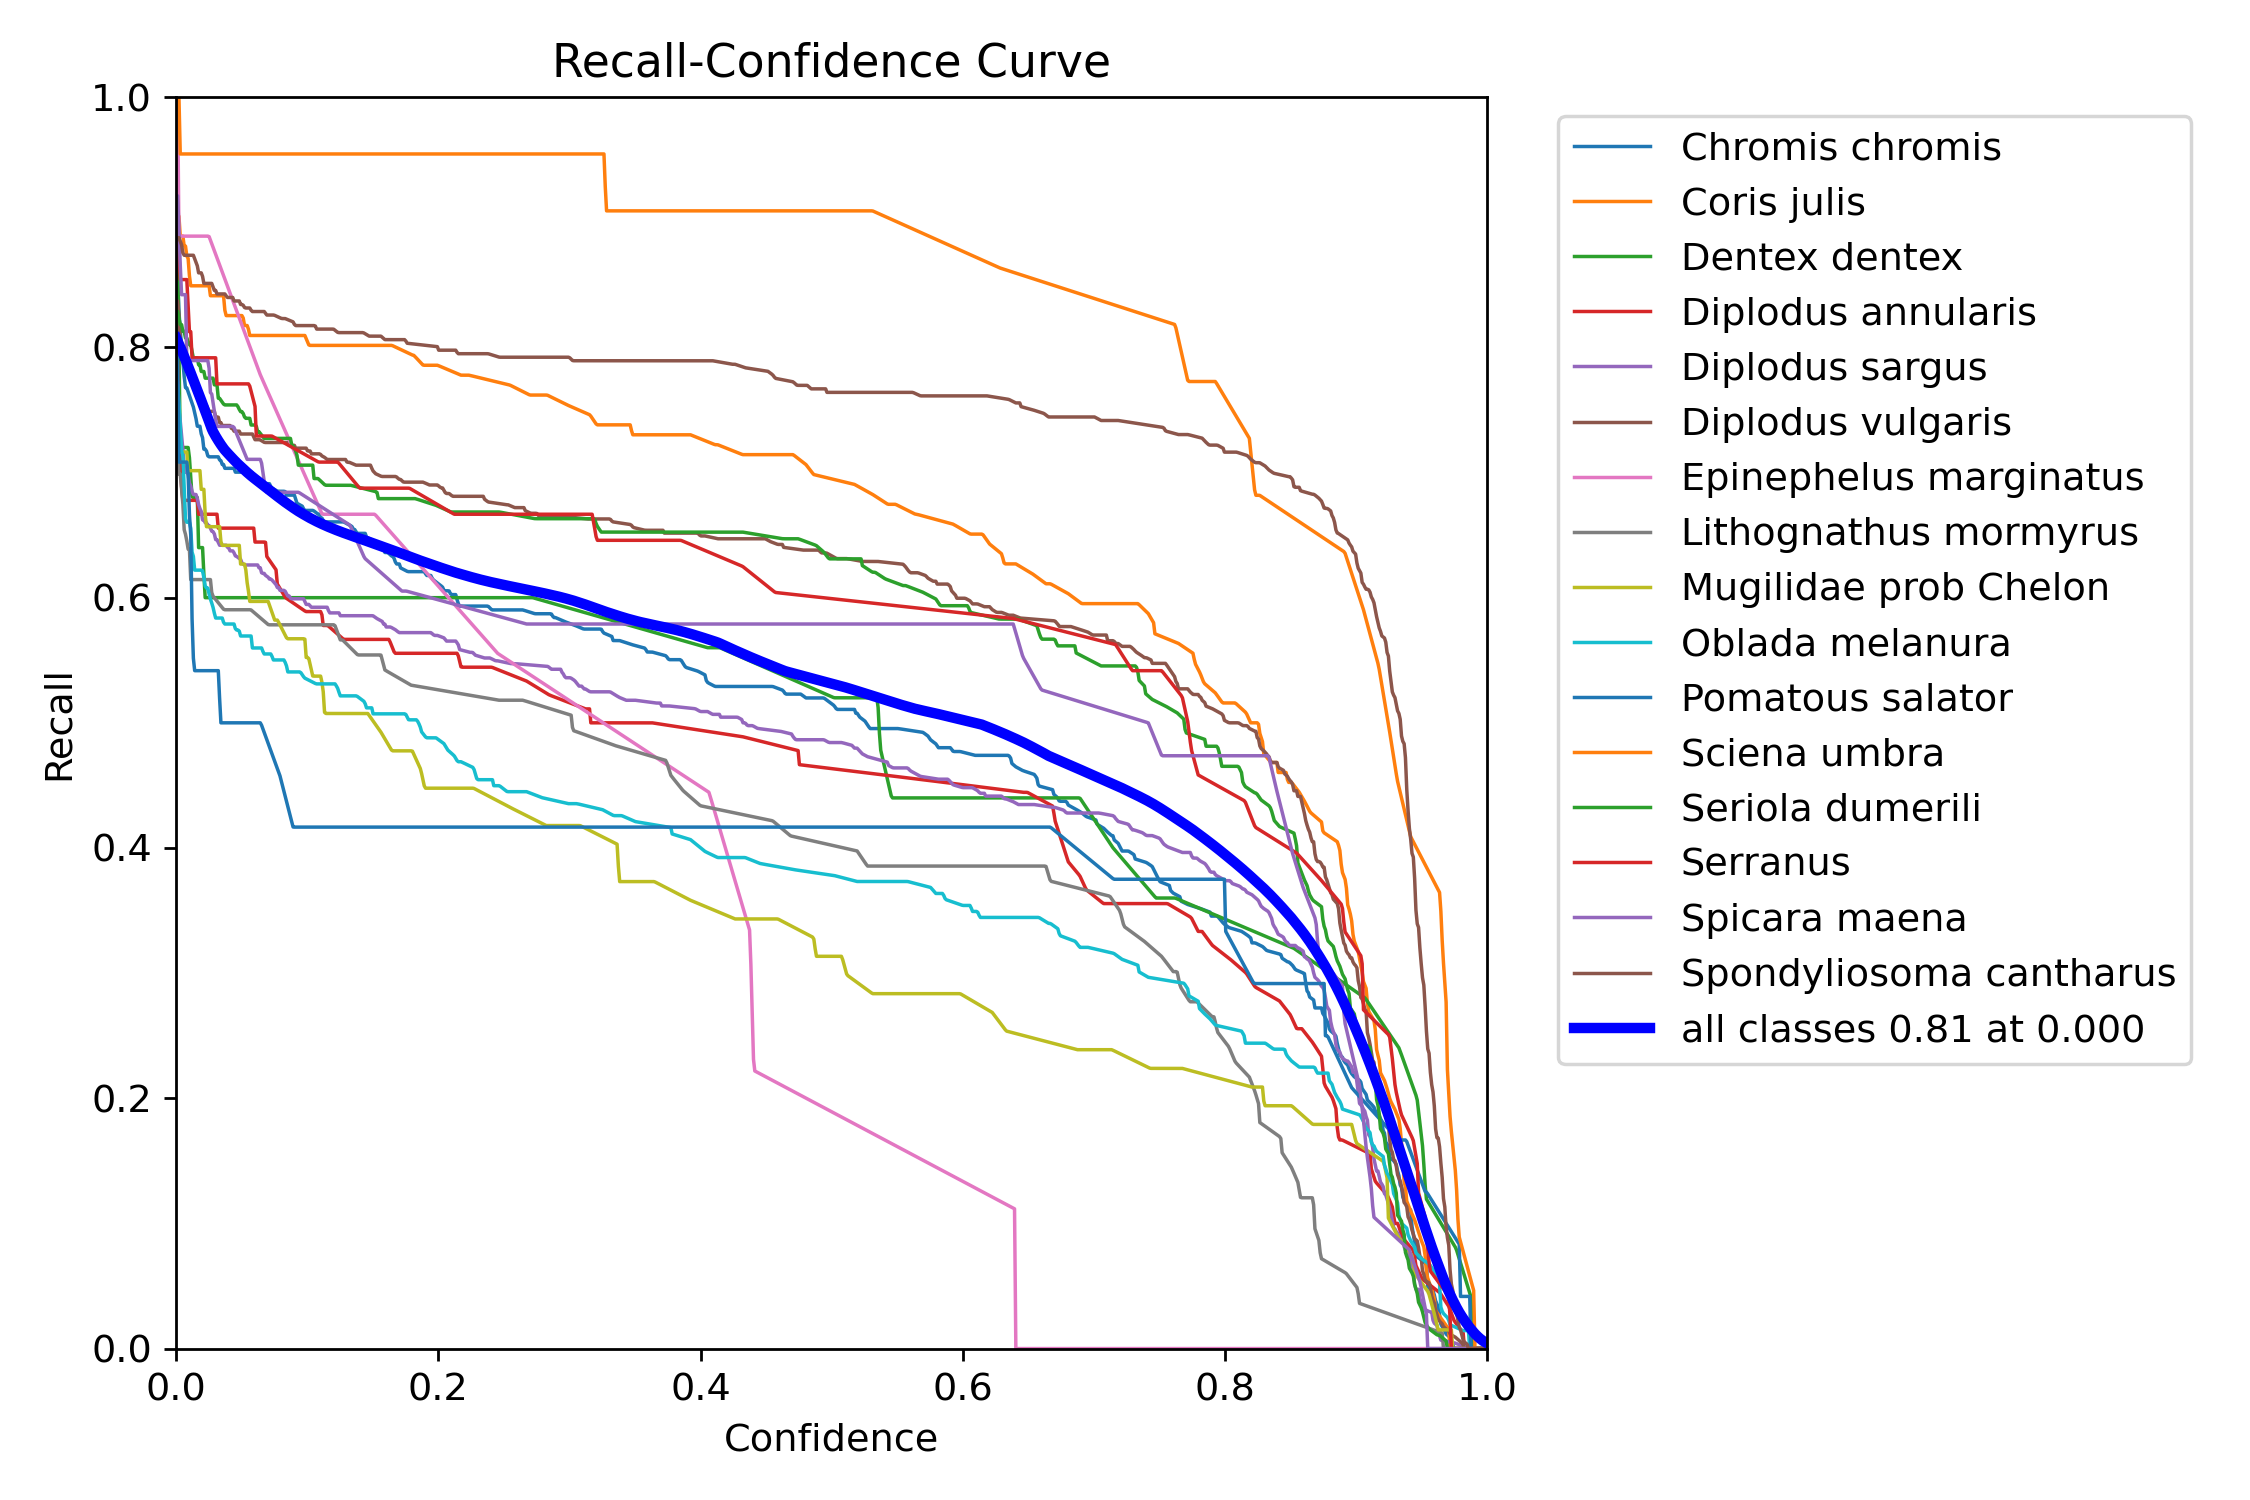 Recall-Confidence Curve
1.0
0.8
0.6
0.4
0.2
0.0
Recall
0.0 0.2 0.4 0.6 0.8 1.0
Confidence
Chromis chromis
Coris julis
Dentex dentex
Diplodus annularis
Diplodus sargus
Diplodus vulgaris
Epinephelus marginatus
Lithognathus mormyrus
Mugilidae prob Chelon
Oblada melanura
Pomatous salator
Sciena umbra
Seriola dumerili
Serranus
Spicara maena
Spondyliosoma cantharus
all classes 0.81 at 0.000